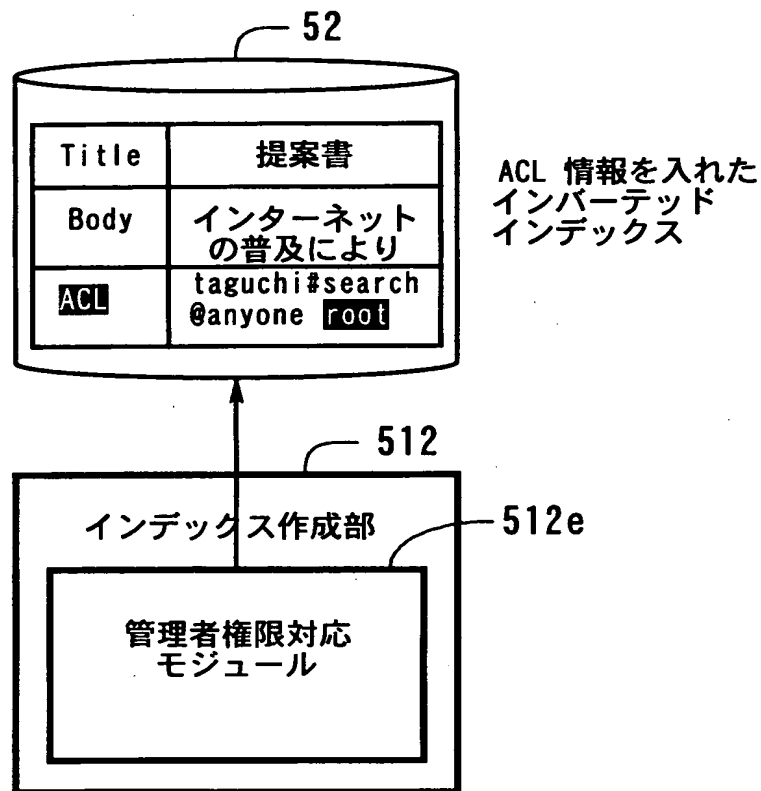 52
Title 提案書
Body インターネット
の普及により
ACL taguchi#search
@anyone root
ACL 情報を入れた
インバーテッド
インデックス
512
インデックス作成部
512e
管理者権限対応
モジュール